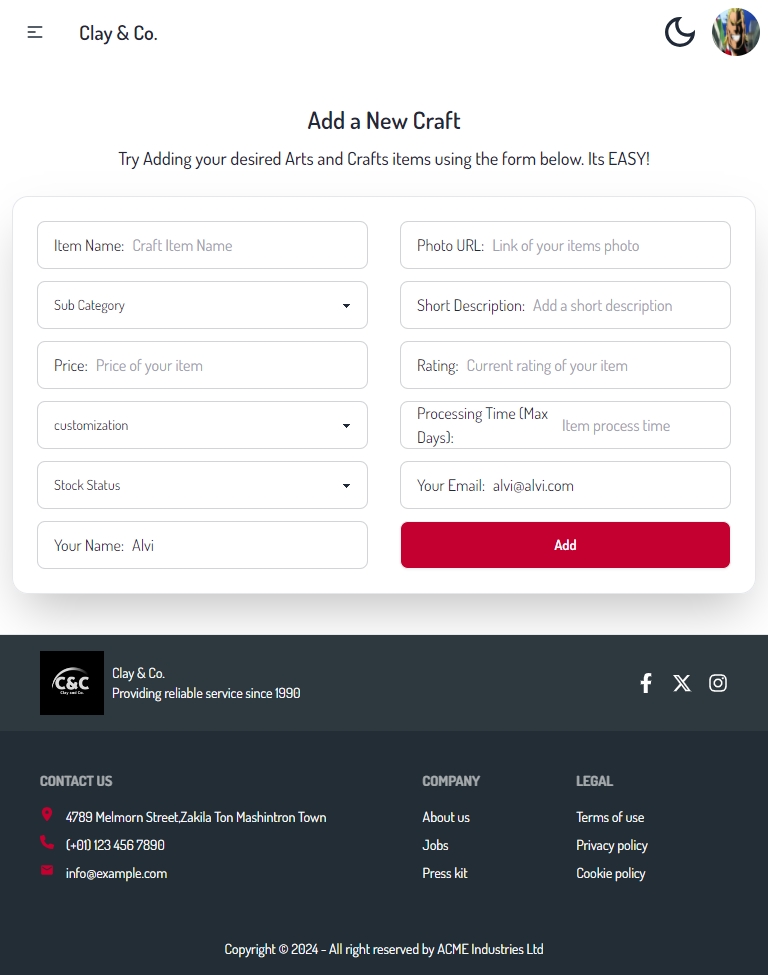 Clay & Co.
Add a New Craft
Try Adding your desired Arts and Crafts items using the form below. Its EASY!
Item Name: Craft Item Name
Photo URL: Link of your items photo
Sub Category
Short Description: Add a short description
Price: Price of your item
Rating: Current rating of your item
customization
Processing Time (Max
Days): Item process time
Stock Status
Your Email: alvi@alvi.com
Your Name: Alvi
Add
C&C
Clay and Co.
Clay & Co.
Providing reliable service since 1990
CONTACT US
4789 Melmorn Street,Zakila Ton Mashintron Town
(+01) 123 456 7890
info@example.com
COMPANY
About us
Jobs
Press kit
LEGAL
Terms of use
Privacy policy
Cookie policy
Copyright © 2024 - All right reserved by ACME Industries Ltd